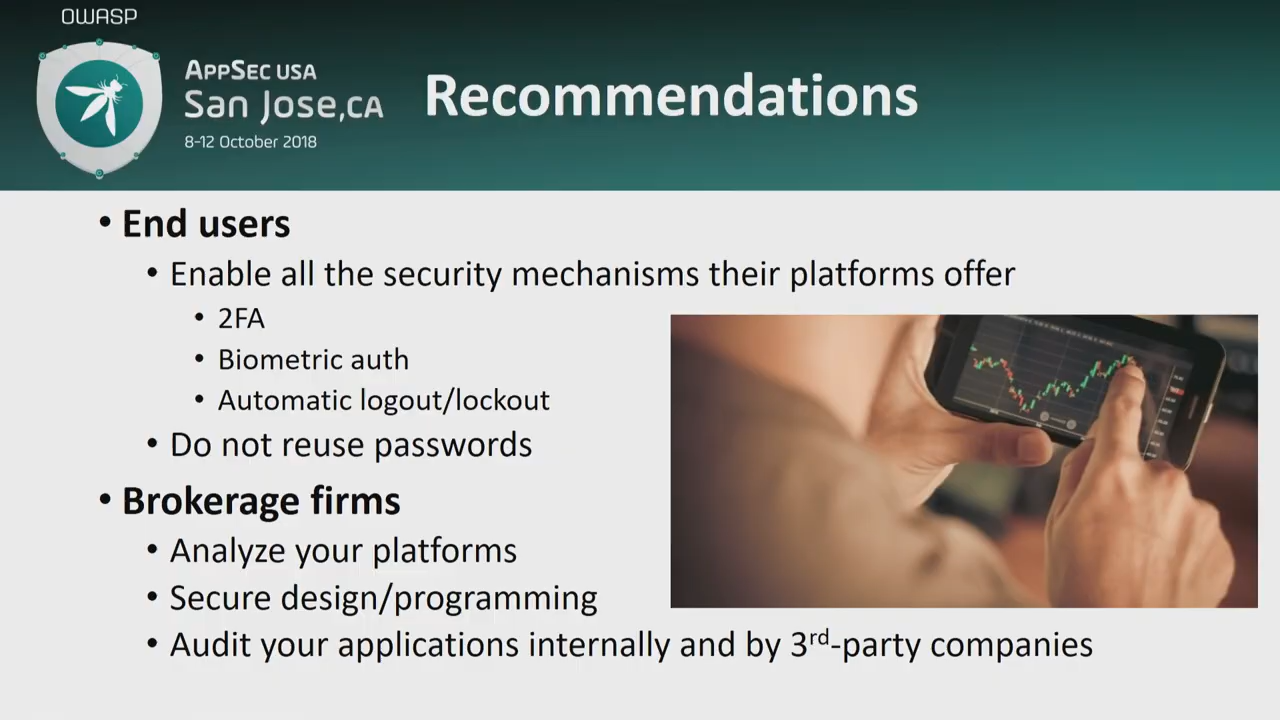 OWASP
APPSEC USA
San Jose,CA
8-12 October 2018
Recommendations
• End users
• Enable all the security mechanisms their platforms offer
• 2FA
• Biometric auth
• Automatic logout/lockout
• Do not reuse passwords
• Brokerage firms
• Analyze your platforms
• Secure design/programming
• Audit your applications internally and by 3rd-party companies